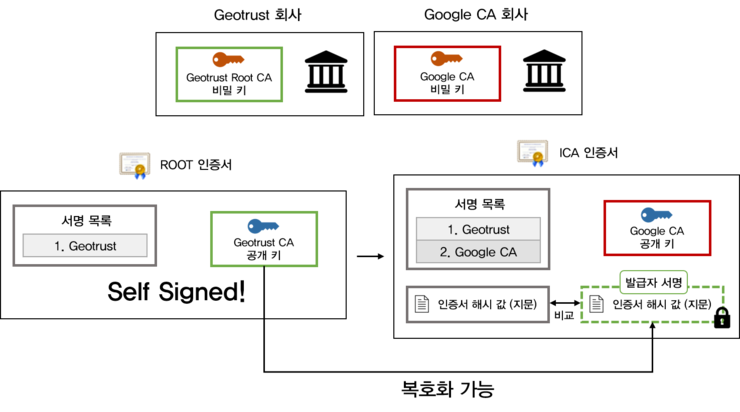 Geotrust 회사
Google CA 회사
Geotrust Root CA
비밀 키
Google CA
비밀 키
ROOT 인증서
ICA 인증서
서명 목록
1. Geotrust
Geotrust CA
공개 키
Self Signed!
서명 목록
1. Geotrust
2. Google CA
Google CA
공개 키
발급자 서명
인증서 해시 값 (지문)
비교
인증서 해시 값 (지문)
복호화 가능